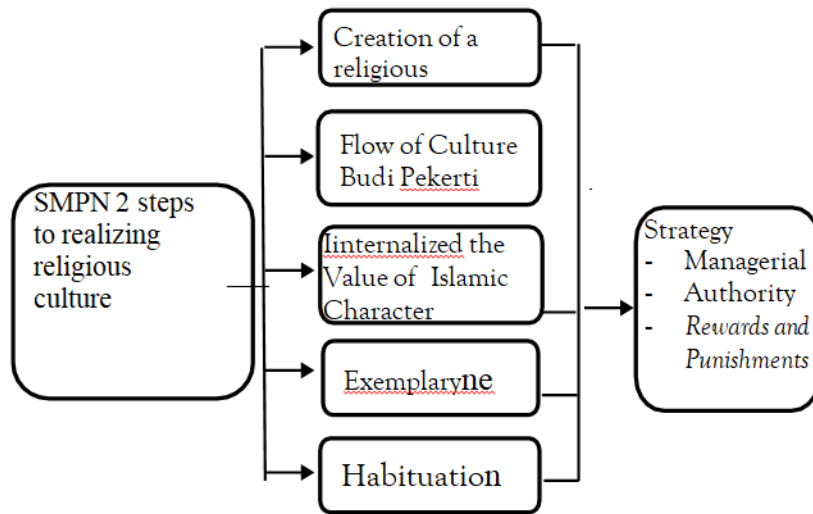 SMPN 2 steps
to realizing
religious
culture
Creation of a
religious
Flow of Culture
Budi Pekerti
Iinternalized the
Value of Islamic
Character
Exemplaryne
Habituation
Strategy
- Managerial
- Authority
- Rewards and
Punishments